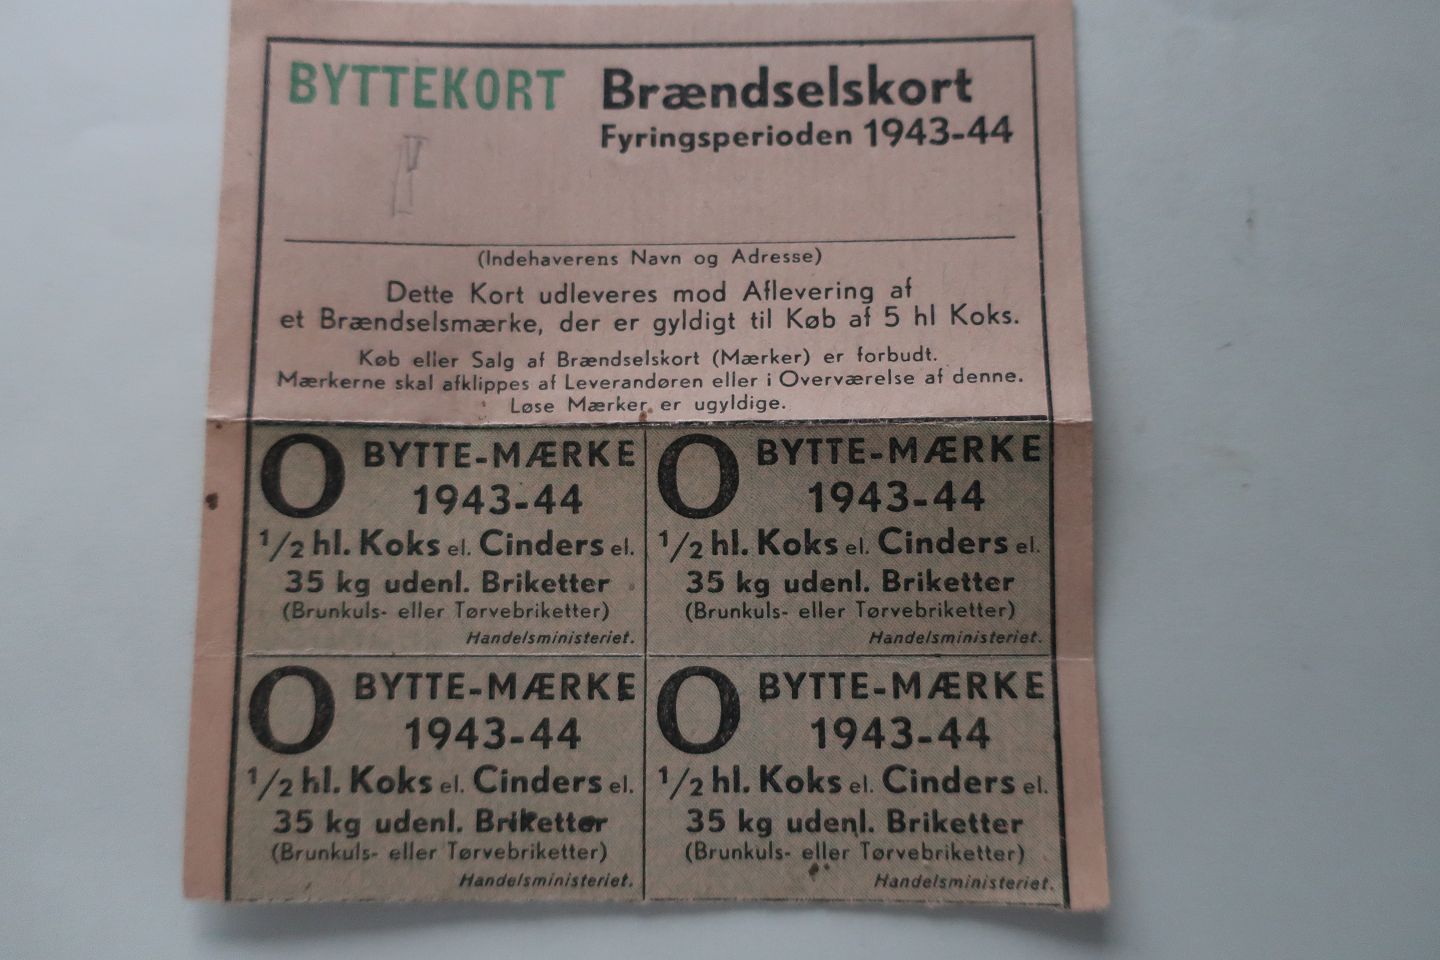 BYTTEKORT
Brændselskort
Fyringsperioden 1943-44
(Indehaverens Navn og Adresse)
Dette Kort udleveres mod Aflevering af
et Brændselsmærke, der er gyldigt til Køb af 5 hl Koks.
Køb eller Salg af Brændselskort (Mærker) er forbudt.
Mærkerne skal afklippes af Leverandøren eller i Overværelse af denne.
Løse Mærker er ugyldige.
O BYTTE-MÆRKE
1943-44
1/2 hl. Koks el. Cinders el.
35 kg udenl. Briketter
(Brunkuls- eller Tørvebriketter)
Handelsministeriet.
O BYTTE-MÆRKE
1943-44
1/2 hl. Koks el. Cinders el.
35 kg udenl. Briketter
(Brunkuls- eller Tørvebriketter)
Handelsministeriet.
O BYTTE-MÆRKE
1943-44
1/2 hl. Koks el. Cinders el.
35 kg udenl. Briketter
(Brunkuls- eller Tørvebriketter)
Handelsministeriet.
O BYTTE-MÆRKE
1943-44
1/2 hl. Koks el. Cinders el.
35 kg udenl. Briketter
(Brunkuls- eller Tørvebriketter)
Handelsministeriet.